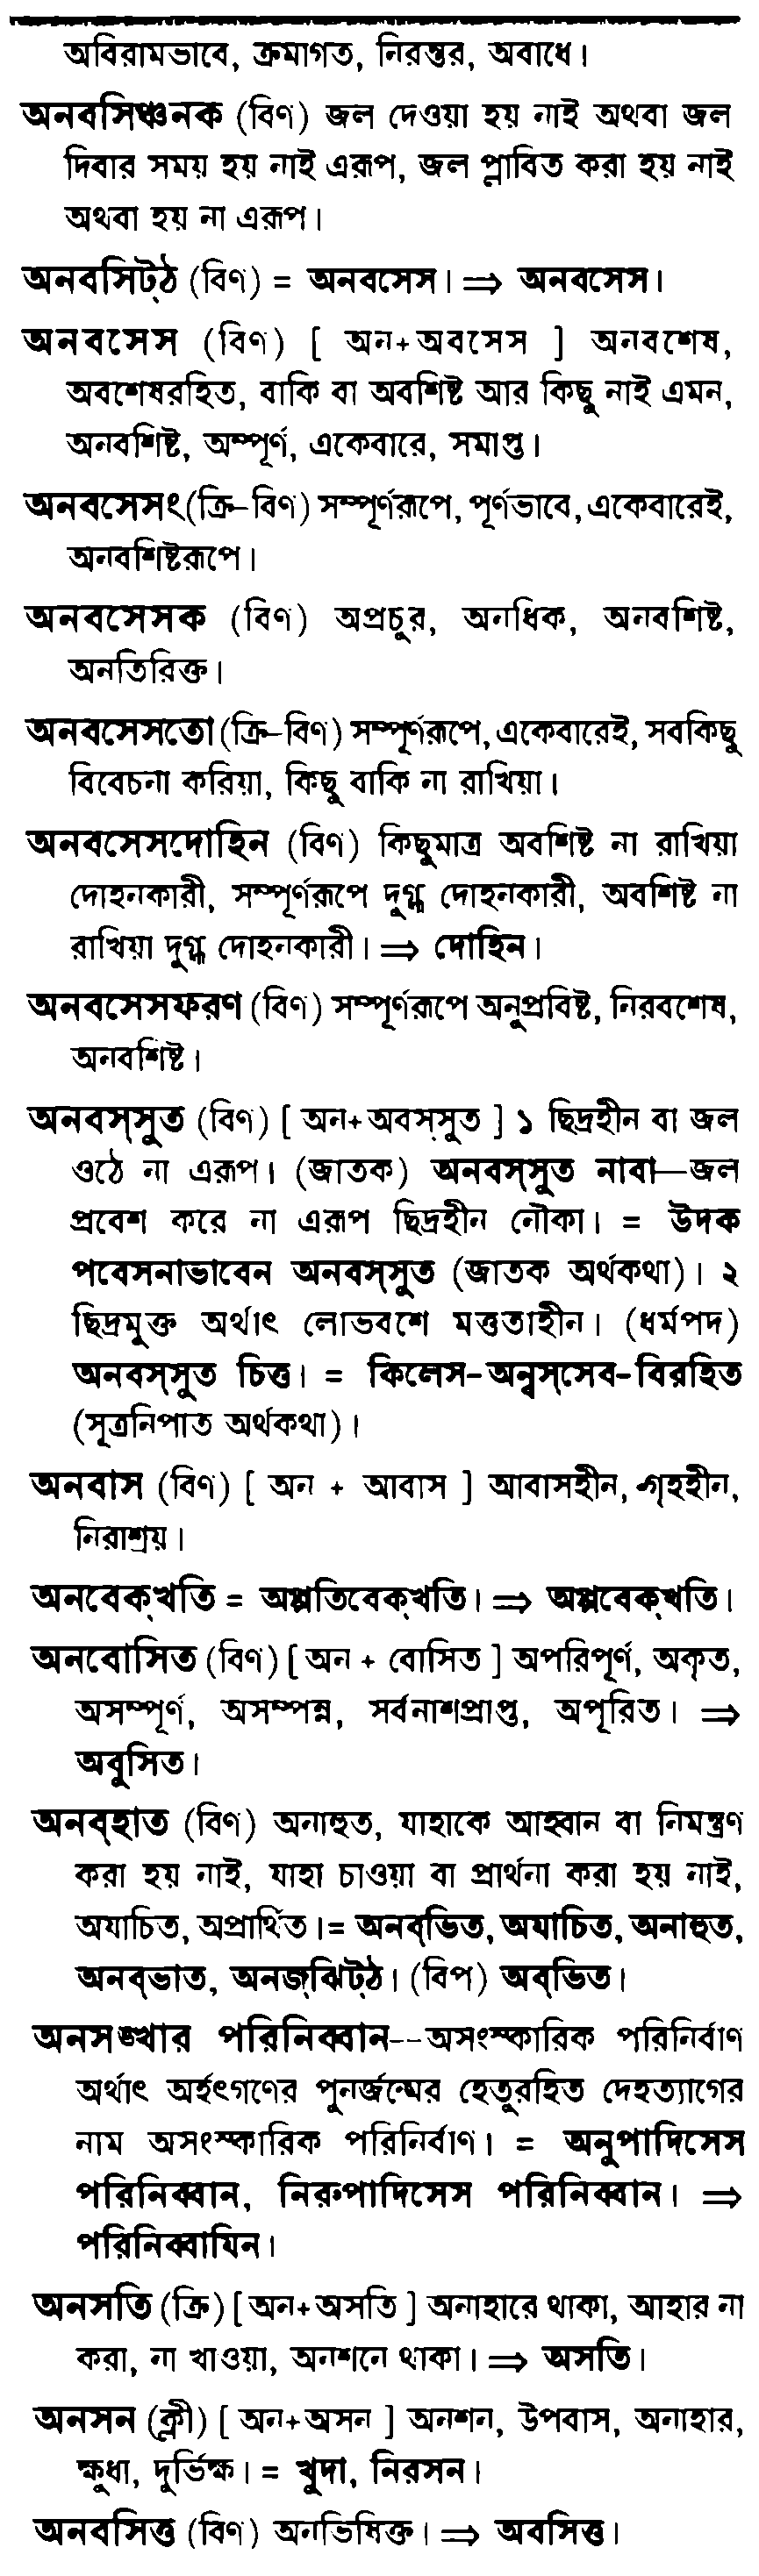 অবিরামভাবে, ক্রমাগত, নিরন্তর, অবাধে।
অনবসিঞ্চনক (বিণ) জল দেওয়া হয় নাই অথবা জল
দিবার সময় হয় নাই এরূপ, জল প্লাবিত করা হয় নাই
অথবা হয় না এরূপ।
অনবসিট্ঠ (বিণ) = অনবসেস। ⇒ অনবসেস।
অনবসেস (বিণ) [ অন+অবসেস ] অনবশেষ,
অবশেষরহিত, বাকি বা অবশিষ্ট আর কিছু নাই এমন,
অনবশিষ্ট, অম্পূর্ণ, একেবারে, সমাপ্ত।
অনবসেসং (ক্রি-বিণ) সম্পূর্ণরূপে, পূর্ণভাবে, একেবারেই,
অনবশিষ্টরূপে।
অনবসেসক (বিণ) অপ্রচুর, অনধিক, অনবশিষ্ট,
অনতিরিক্ত।
অনবসেসতো (ক্রি-বিণ) সম্পূর্ণরূপে, একেবারেই, সবকিছু
বিবেচনা করিয়া, কিছু বাকি না রাখিয়া।
অনবসেসদোহিন (বিণ) কিছুমাত্র অবশিষ্ট না রাখিয়া
দোহনকারী, সম্পূর্ণরূপে দুগ্ধ দোহনকারী, অবশিষ্ট না
রাখিয়া দুগ্ধ দোহনকারী। ⇒ দোহিন।
অনবসেসফরণ (বিণ) সম্পূর্ণরূপে অনুপ্রবিষ্ট, নিরবশেষ,
অনবশিষ্ট।
অনবস্সুত (বিণ) [ অন+অবস্সুত ] ১ ছিদ্রহীন বা জল
ওঠে না এরূপ। (জাতক) অনবস্সুত নাবা—জল
প্রবেশ করে না এরূপ ছিদ্রহীন নৌকা। = উদক
পবেসনাভাবেন অনবস্সুত (জাতক অর্থকথা)। ২
ছিদ্রমুক্ত অর্থাৎ লোভবশে মত্ততাহীন। (ধর্মপদ)
অনবস্সুত চিত্ত। = কিলেস-অন্বস্সেব-বিরহিত
(সূত্রনিপাত অর্থকথা)।
অনবাস (বিণ) [ অন + আবাস ] আবাসহীন, গৃহহীন,
নিরাশ্রয়।
অনবেক্খতি = অপ্পতিবেক্খতি। ⇒ অপ্পবেক্খতি।
অনবোসিত (বিণ) [ অন + বোসিত ] অপরিপূর্ণ, অকৃত,
অসম্পূর্ণ, অসম্পন্ন, সর্বনাশপ্রাপ্ত, অপূরিত। ⇒
অবুসিত।
অনব্হাত (বিণ) অনাহুত, যাহাকে আহ্বান বা নিমন্ত্রণ
করা হয় নাই, যাহা চাওয়া বা প্রার্থনা করা হয় নাই,
অযাচিত, অপ্রার্থিত। = অনব্ভিত, অযাচিত, অনাহুত,
অনব্ভাত, অনজ্ঝিট্ঠ। (বিপ) অব্ভিত।
অনসঙ্খার পরিনিব্বান--অসংস্কারিক পরিনির্বাণ
অর্থাৎ অর্হৎগণের পুনর্জন্মের হেতুরহিত দেহত্যাগের
নাম অসংস্কারিক পরিনির্বাণ। = অনুপাদিসেস
পরিনিব্বান, নিরুপাদিসেস পরিনিব্বান। ⇒
পরিনিব্বাযিন।
অনসতি (ক্রি) [ অন+অসতি ] অনাহারে থাকা, আহার না
করা, না খাওয়া, অনশনে থাকা। ⇒ অসতি।
অনসন (ক্লী) [ অন+অসন ] অনশন, উপবাস, অনাহার,
ক্ষুধা, দুর্ভিক্ষ। = খুদা, নিরসন।
অনবসিত্ত (বিণ) অনভিষিক্ত। ⇒ অবসিত্ত।